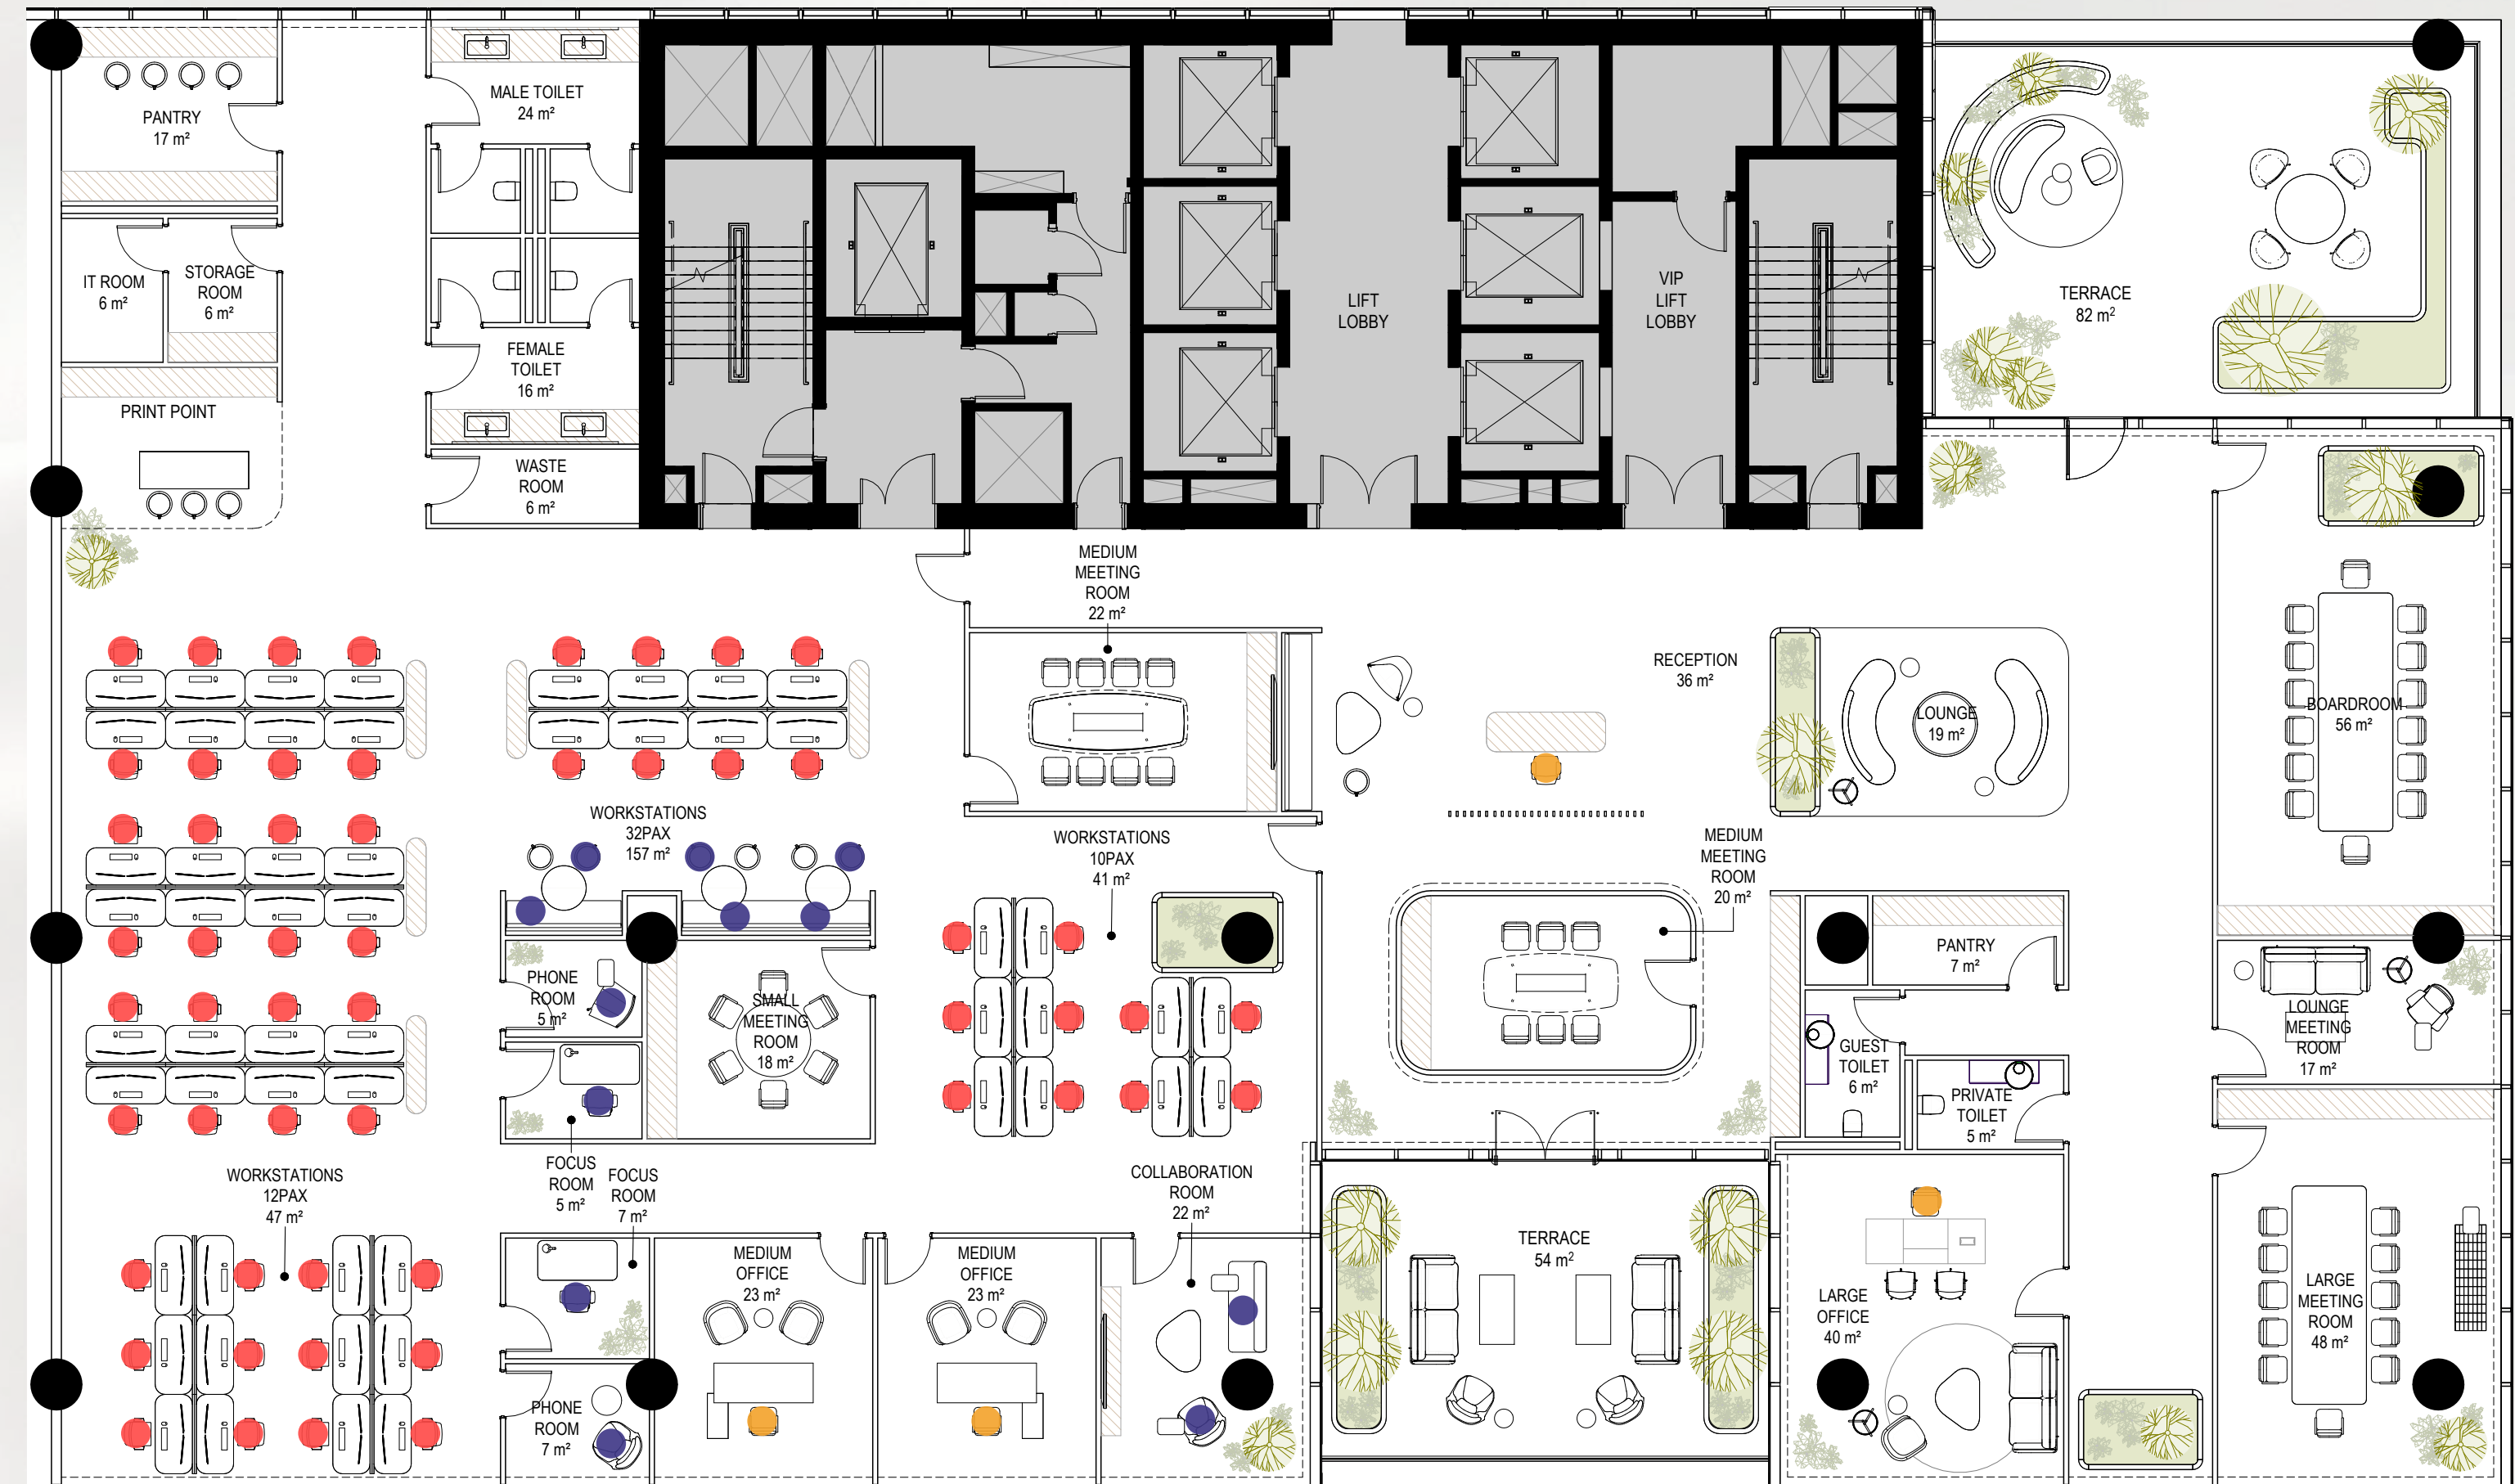 PANTRY
17 m²
MALE TOILET
24 m²
IT ROOM
6 m²
STORAGE
ROOM
6 m²
FEMALE
TOILET
16 m²
PRINT POINT
WASTE
ROOM
6 m²
LIFT
LOBBY
VIP
LIFT
LOBBY
TERRACE
82 m²
MEDIUM
MEETING
ROOM
22 m²
RECEPTION
36 m²
LOUNGE
19 m²
BOARDROOM
56 m²
WORKSTATIONS
32PAX
157 m²
WORKSTATIONS
10PAX
41 m²
MEDIUM
MEETING
ROOM
20 m²
PANTRY
7 m²
PHONE
ROOM
5 m²
SMALL
MEETING
ROOM
18 m²
LOUNGE
MEETING
ROOM
17 m²
GUEST
TOILET
6 m²
PRIVATE
TOILET
5 m²
FOCUS
ROOM
5 m²
FOCUS
ROOM
7 m²
WORKSTATIONS
12PAX
47 m²
COLLABORATION
ROOM
22 m²
MEDIUM
OFFICE
23 m²
MEDIUM
OFFICE
23 m²
TERRACE
54 m²
LARGE
OFFICE
40 m²
LARGE
MEETING
ROOM
48 m²
PHONE
ROOM
7 m²